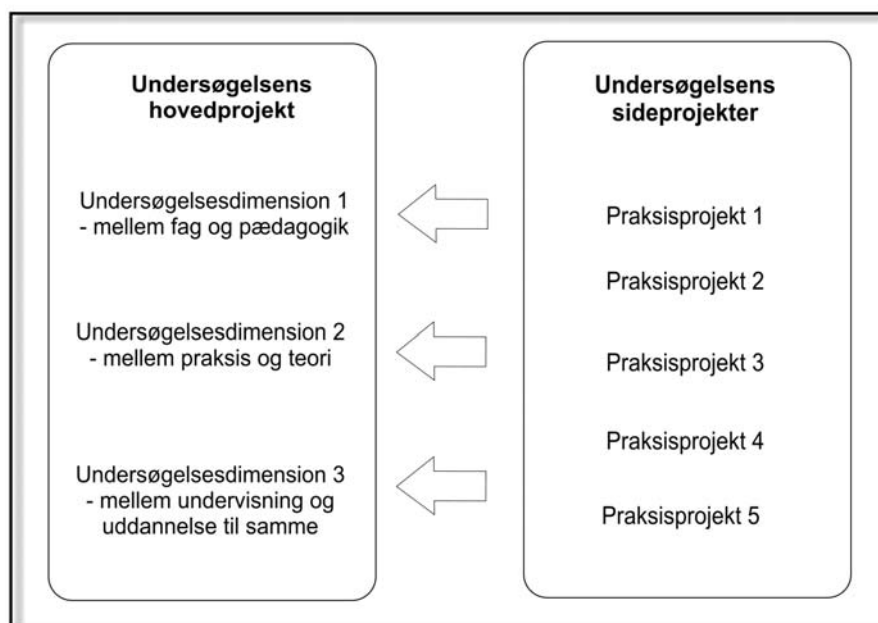 Undersøgelsens
hovedprojekt
Undersøgelsesdimension 1
- mellem fag og pædagogik
Undersøgelsesdimension 2
- mellem praksis og teori
Undersøgelsesdimension 3
- mellem undervisning og
uddannelse til samme
Undersøgelsens
sideprojekter
Praksisprojekt 1
Praksisprojekt 2
Praksisprojekt 3
Praksisprojekt 4
Praksisprojekt 5